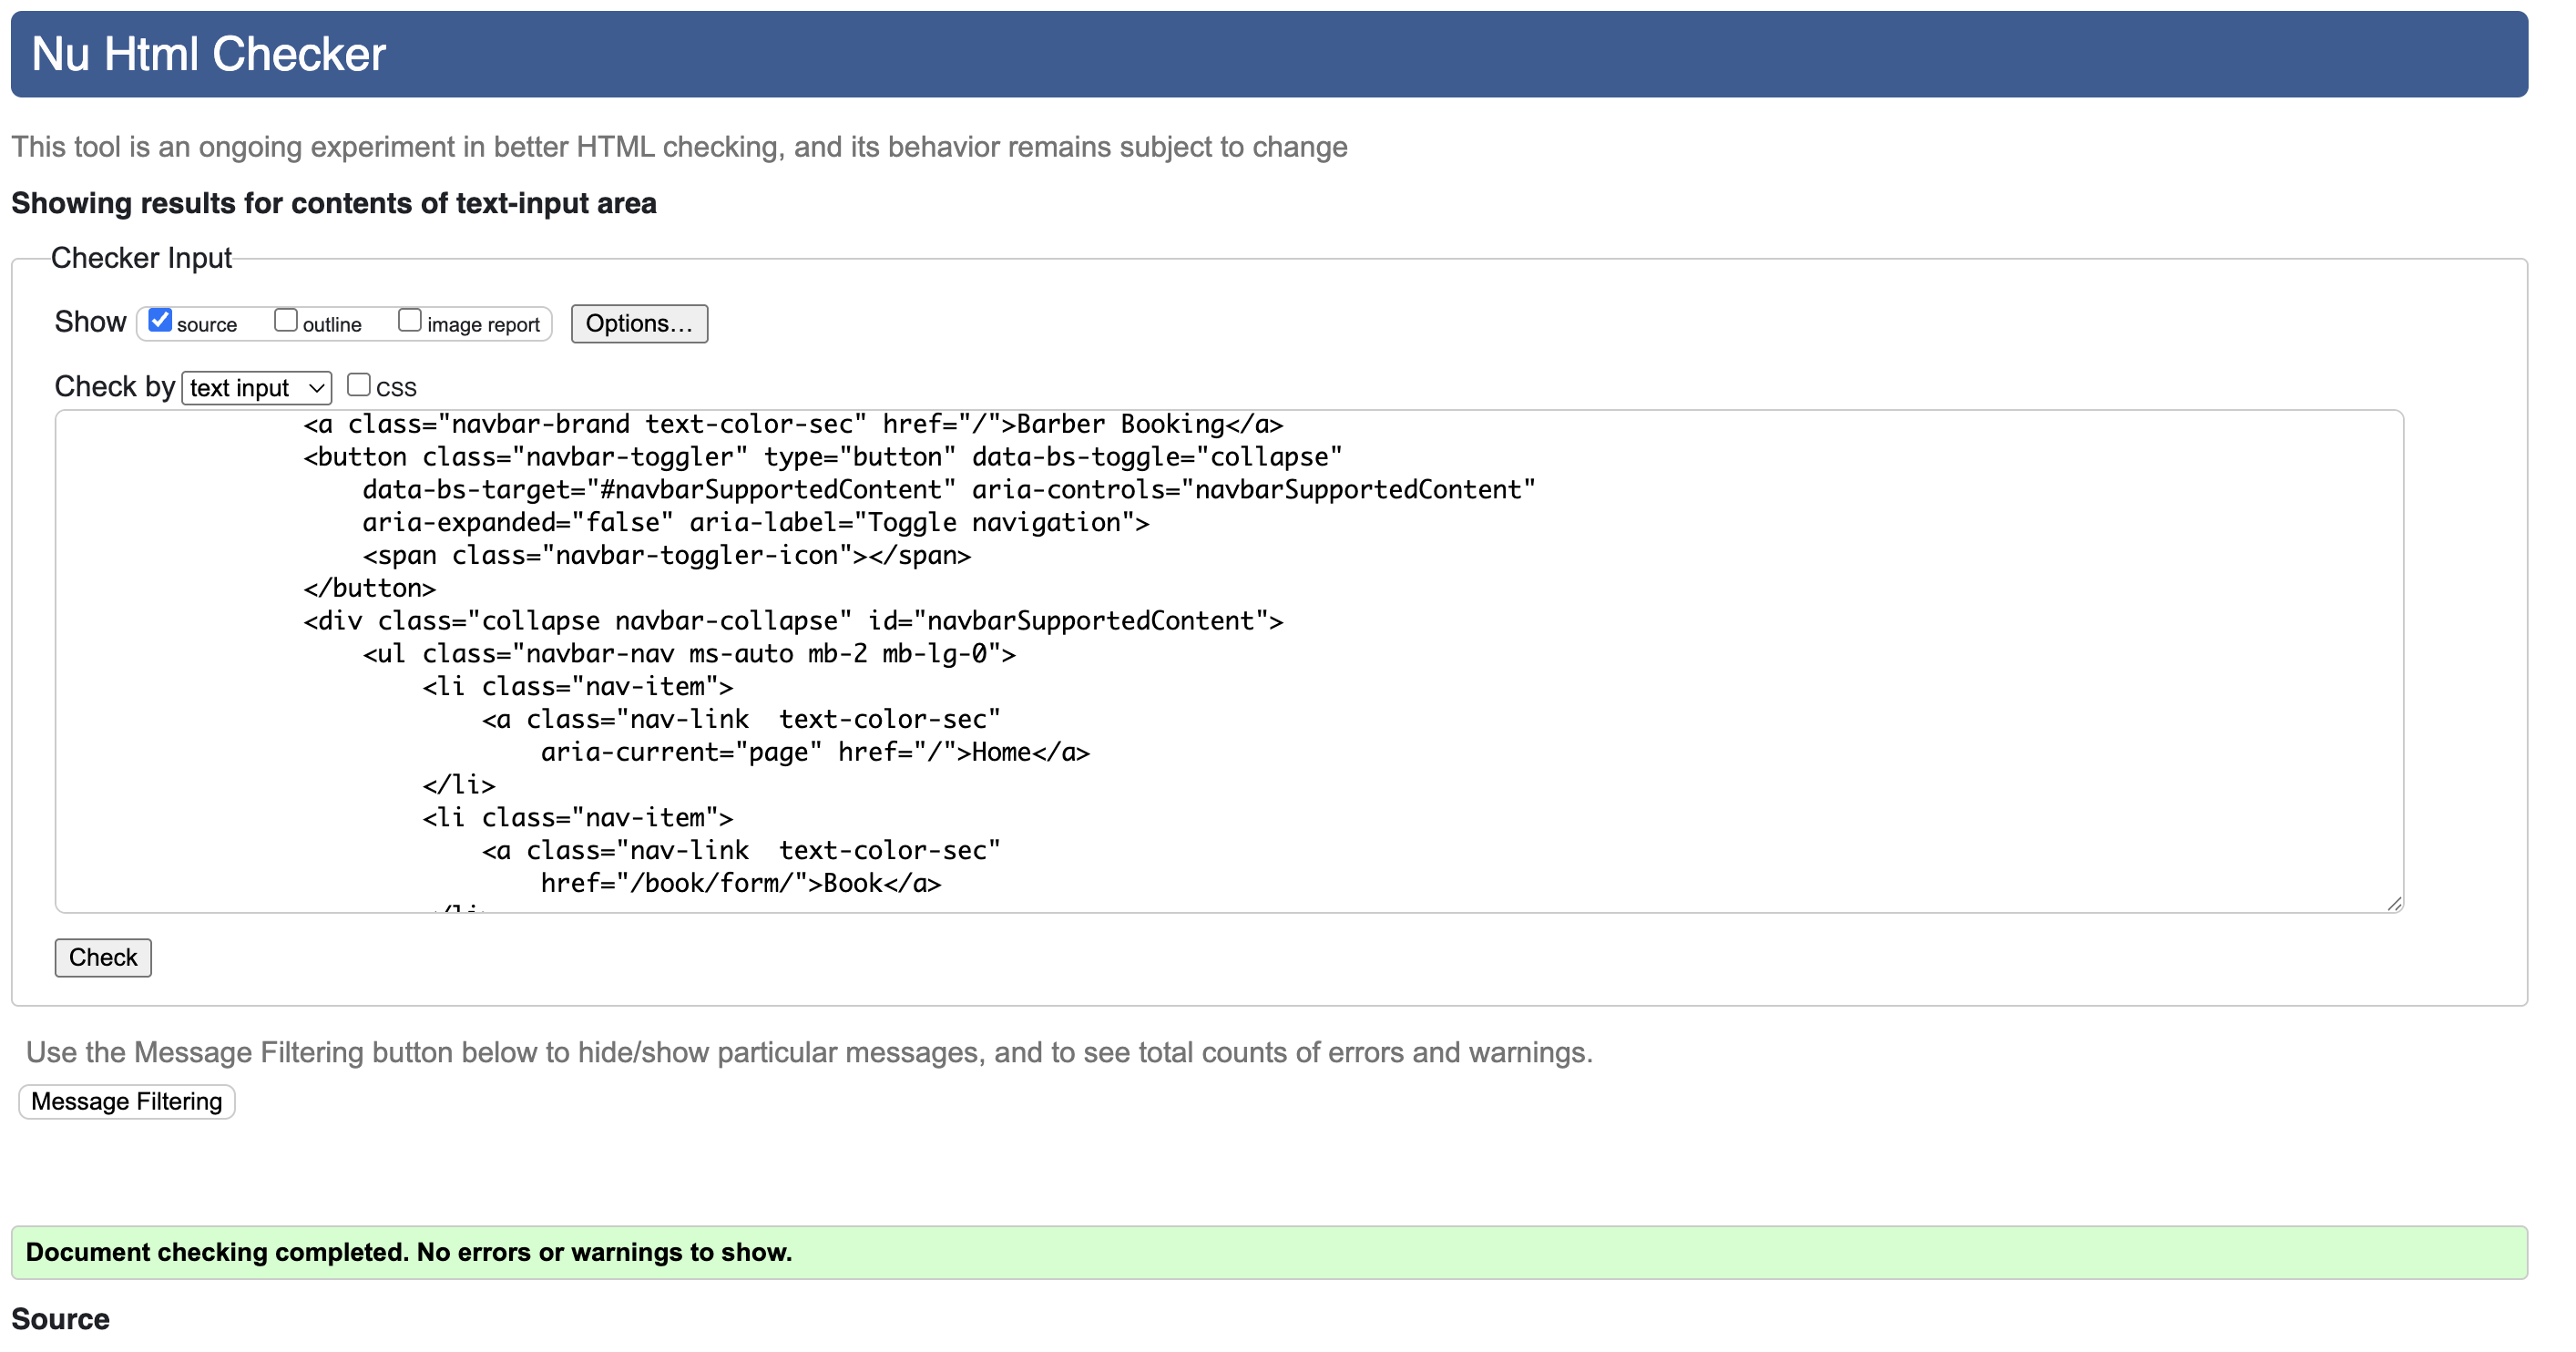 Nu Html Checker
This tool is an ongoing experiment in better HTML checking, and its behavior remains subject to change
Showing results for contents of text-input area
Checker Input
Show source outline image report Options...
Check by text input CSS
<a class="navbar-brand text-color-sec" href="/">Barber Booking</a>
<button class="navbar-toggler" type="button" data-bs-toggle="collapse"
data-bs-target="#navbarSupportedContent" aria-controls="navbarSupportedContent"
aria-expanded="false" aria-label="Toggle navigation">
<span class="navbar-toggler-icon"></span>
</button>
<div class="collapse navbar-collapse" id="navbarSupportedContent">
<ul class="navbar-nav ms-auto mb-2 mb-lg-0">
<li class="nav-item">
<a class="nav-link  text-color-sec"
aria-current="page" href="/">Home</a>
</li>
<li class="nav-item">
<a class="nav-link  text-color-sec"
href="/book/form/">Book</a>
Check
Use the Message Filtering button below to hide/show particular messages, and to see total counts of errors and warnings.
Message Filtering
Document checking completed. No errors or warnings to show.
Source